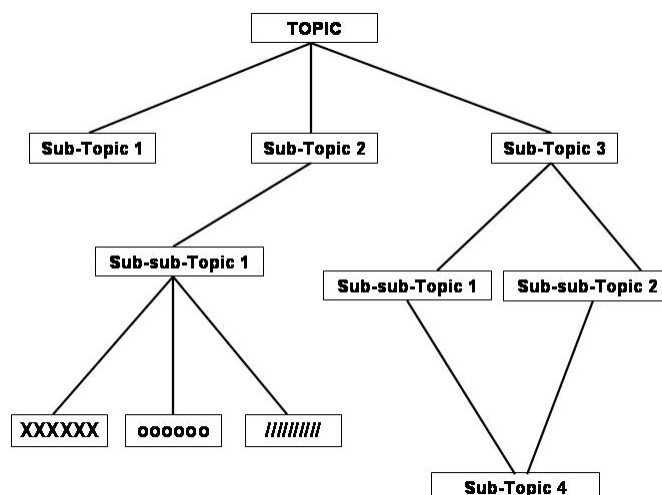 TOPIC
Sub-Topic 1
Sub-Topic 2
Sub-Topic 3
Sub-sub-Topic 1
Sub-sub-Topic 1
Sub-sub-Topic 2
XXXXXX
oooooo
//////////
Sub-Topic 4